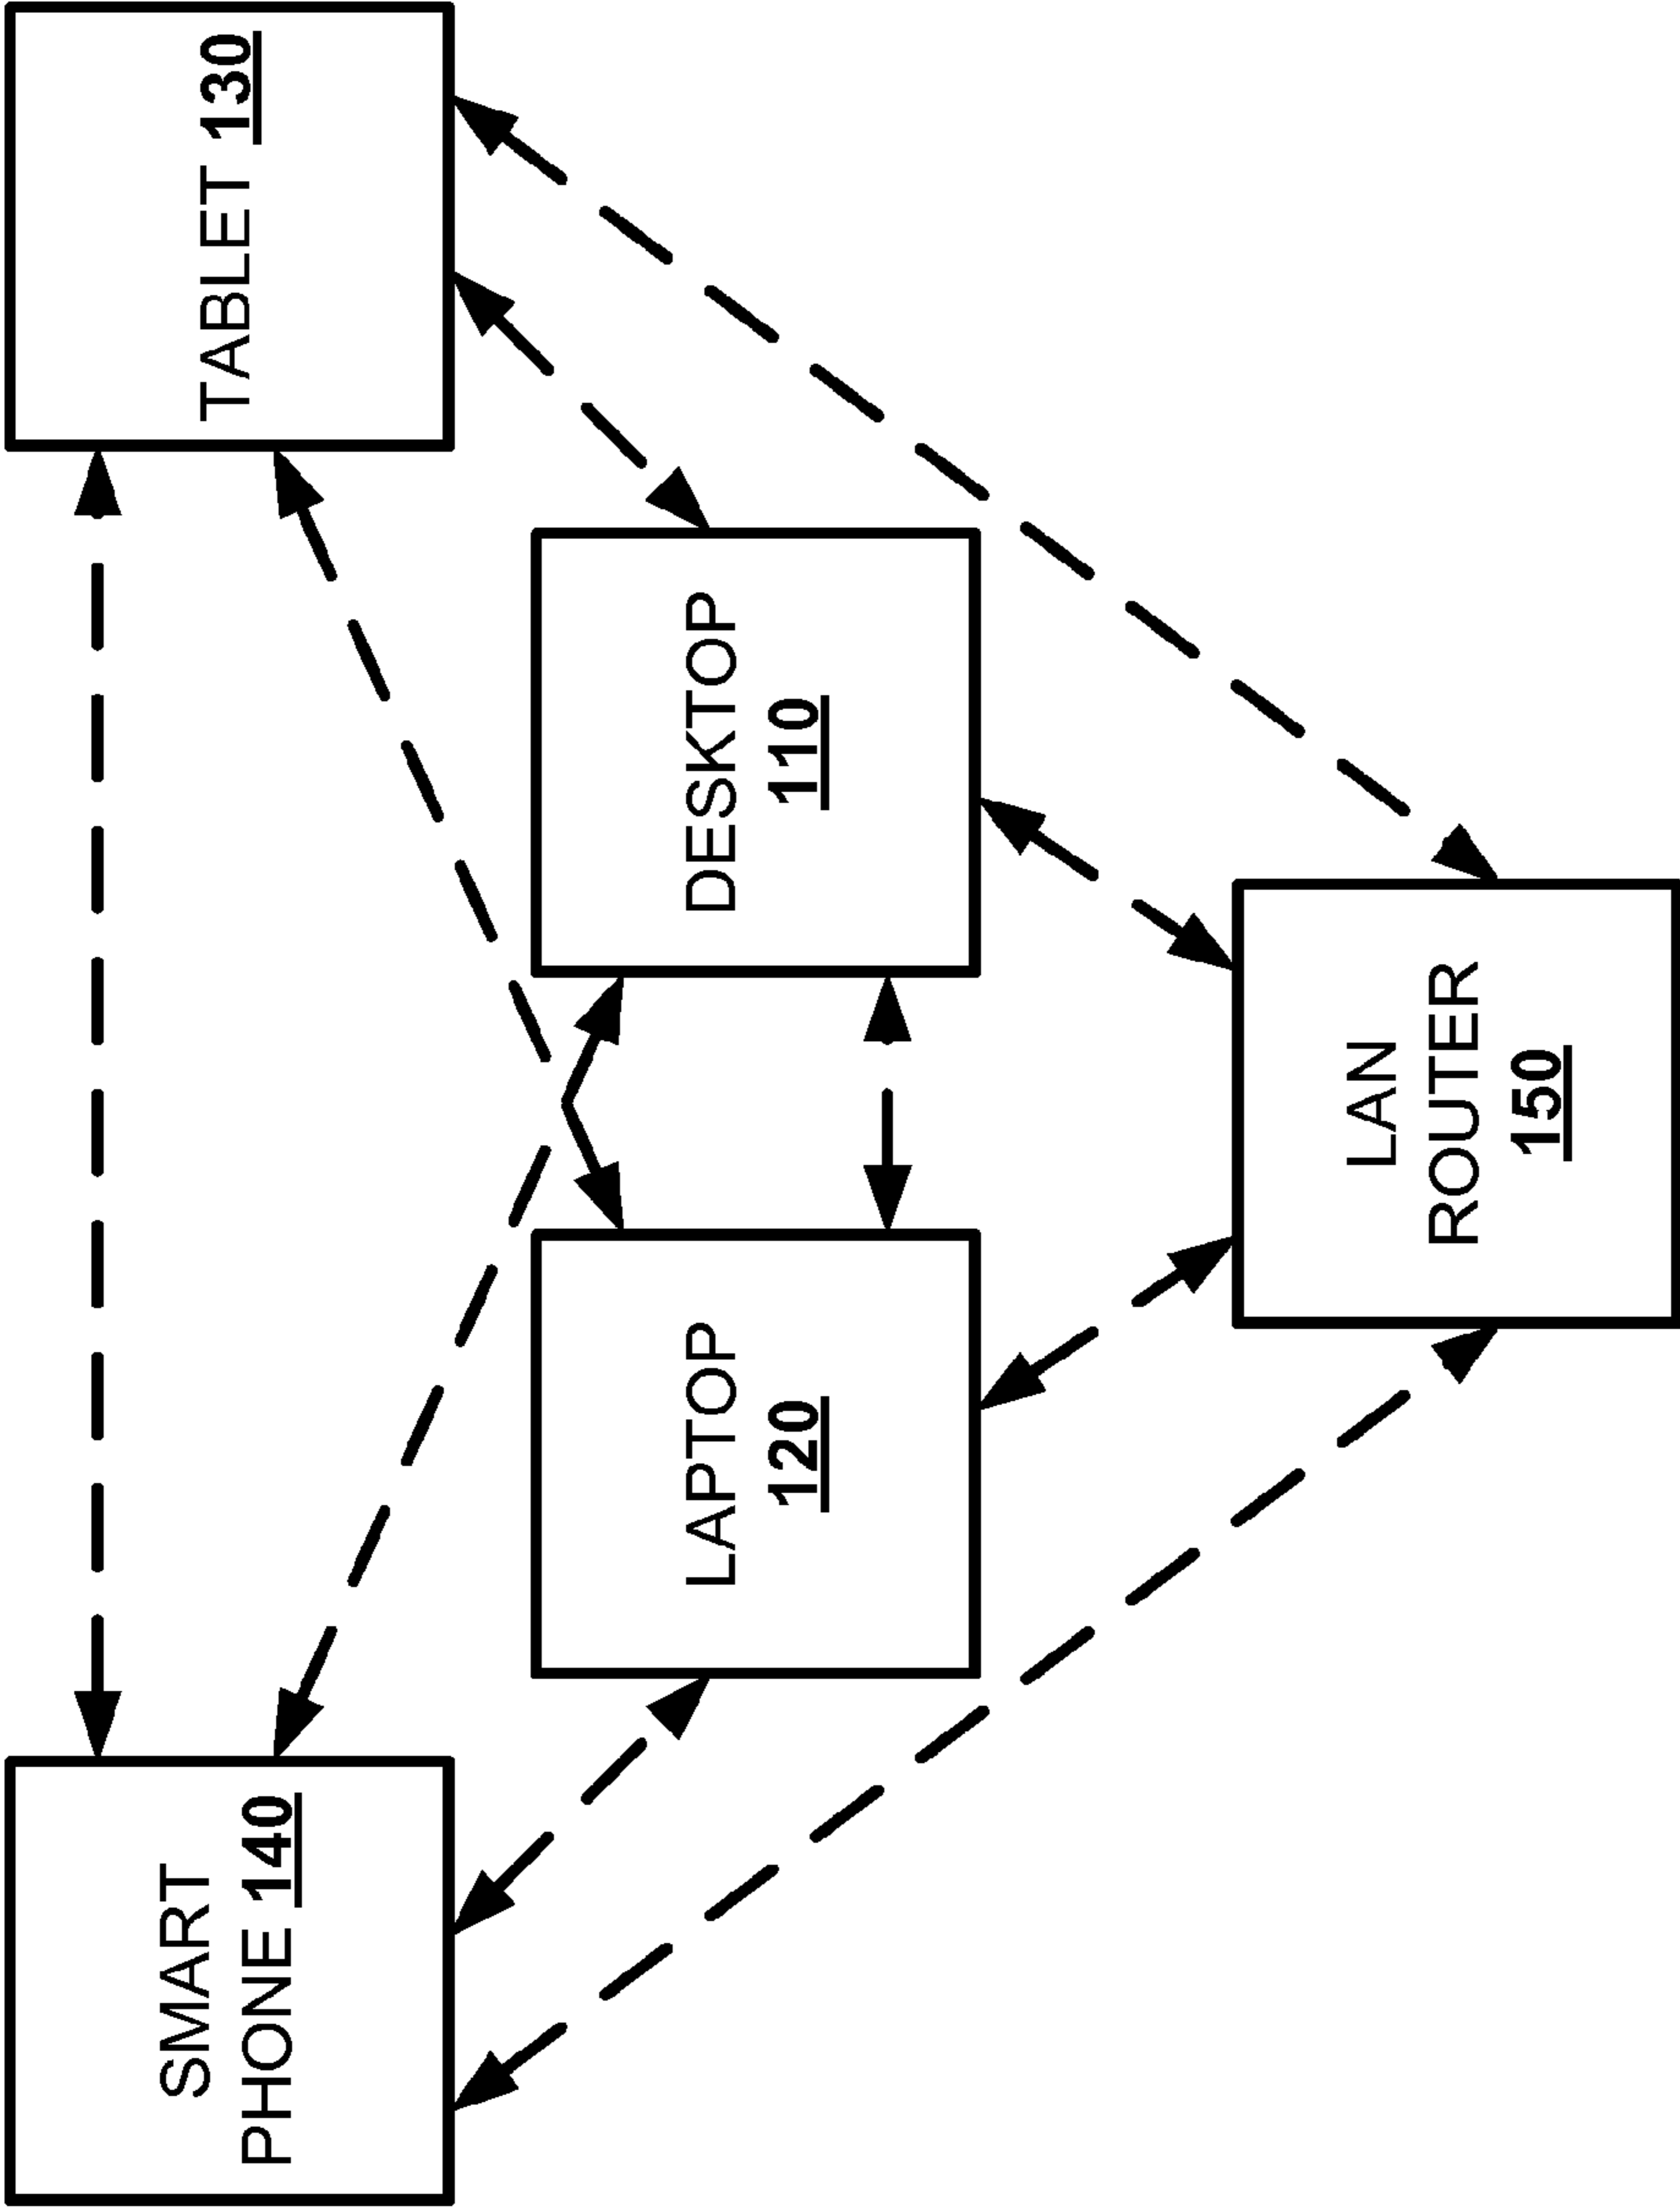 SMART
PHONE 140
TABLET 130
LAPTOP
120
DESKTOP
110
LAN
ROUTER
150